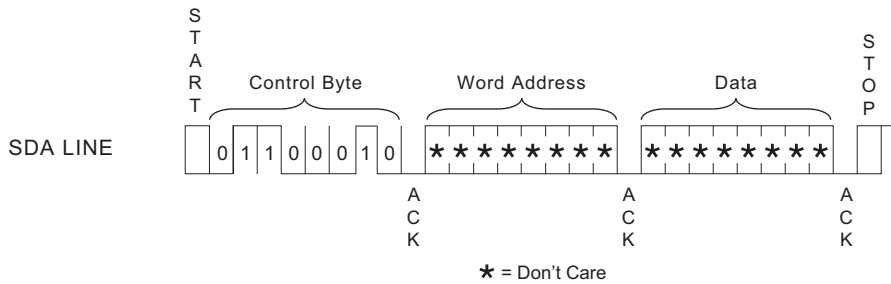 START
STOP
Control Byte
Word Address
Data
SDA LINE
0 1 1 0 0 0 1 0
* * * * * * * *
* * * * * * * *
ACK
ACK
ACK
* = Don't Care